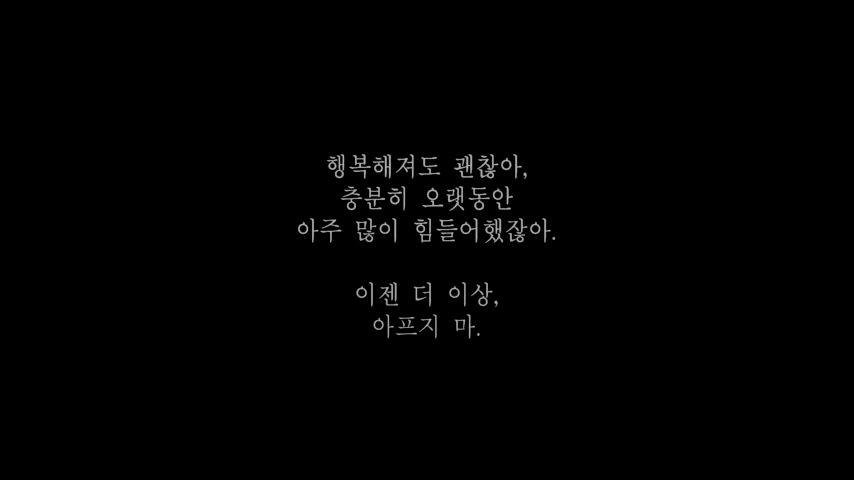 행복해져도 괜찮아,
충분히 오랫동안
아주 많이 힘들어했잖아.
이젠 더 이상,
아프지 마.